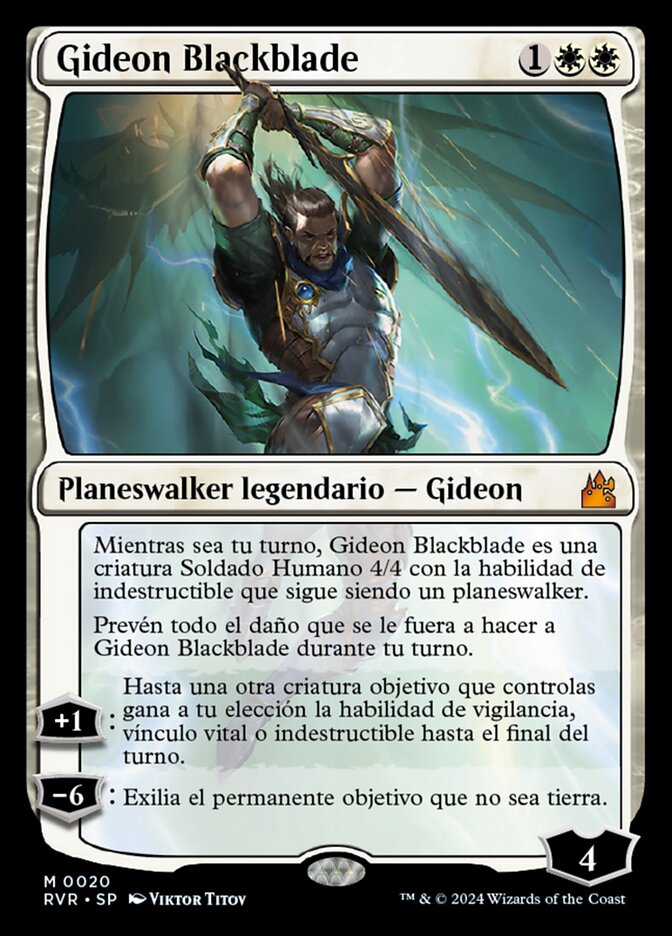 Gideon Blackblade
1
Planeswalker legendario — Gideon
Mientras sea tu turno, Gideon Blackblade es una
criatura Soldado Humano 4/4 con la habilidad de
indestructible que sigue siendo un planeswalker.
Prevén todo el daño que se le fuera a hacer a
Gideon Blackblade durante tu turno.
Hasta una otra criatura objetivo que controlas
+1: gana a tu elección la habilidad de vigilancia,
vínculo vital o indestructible hasta el final del
turno.
−6: Exilia el permanente objetivo que no sea tierra.
4
M 0020
RVR • SP Viktor Titov
™ & © 2024 Wizards of the Coast